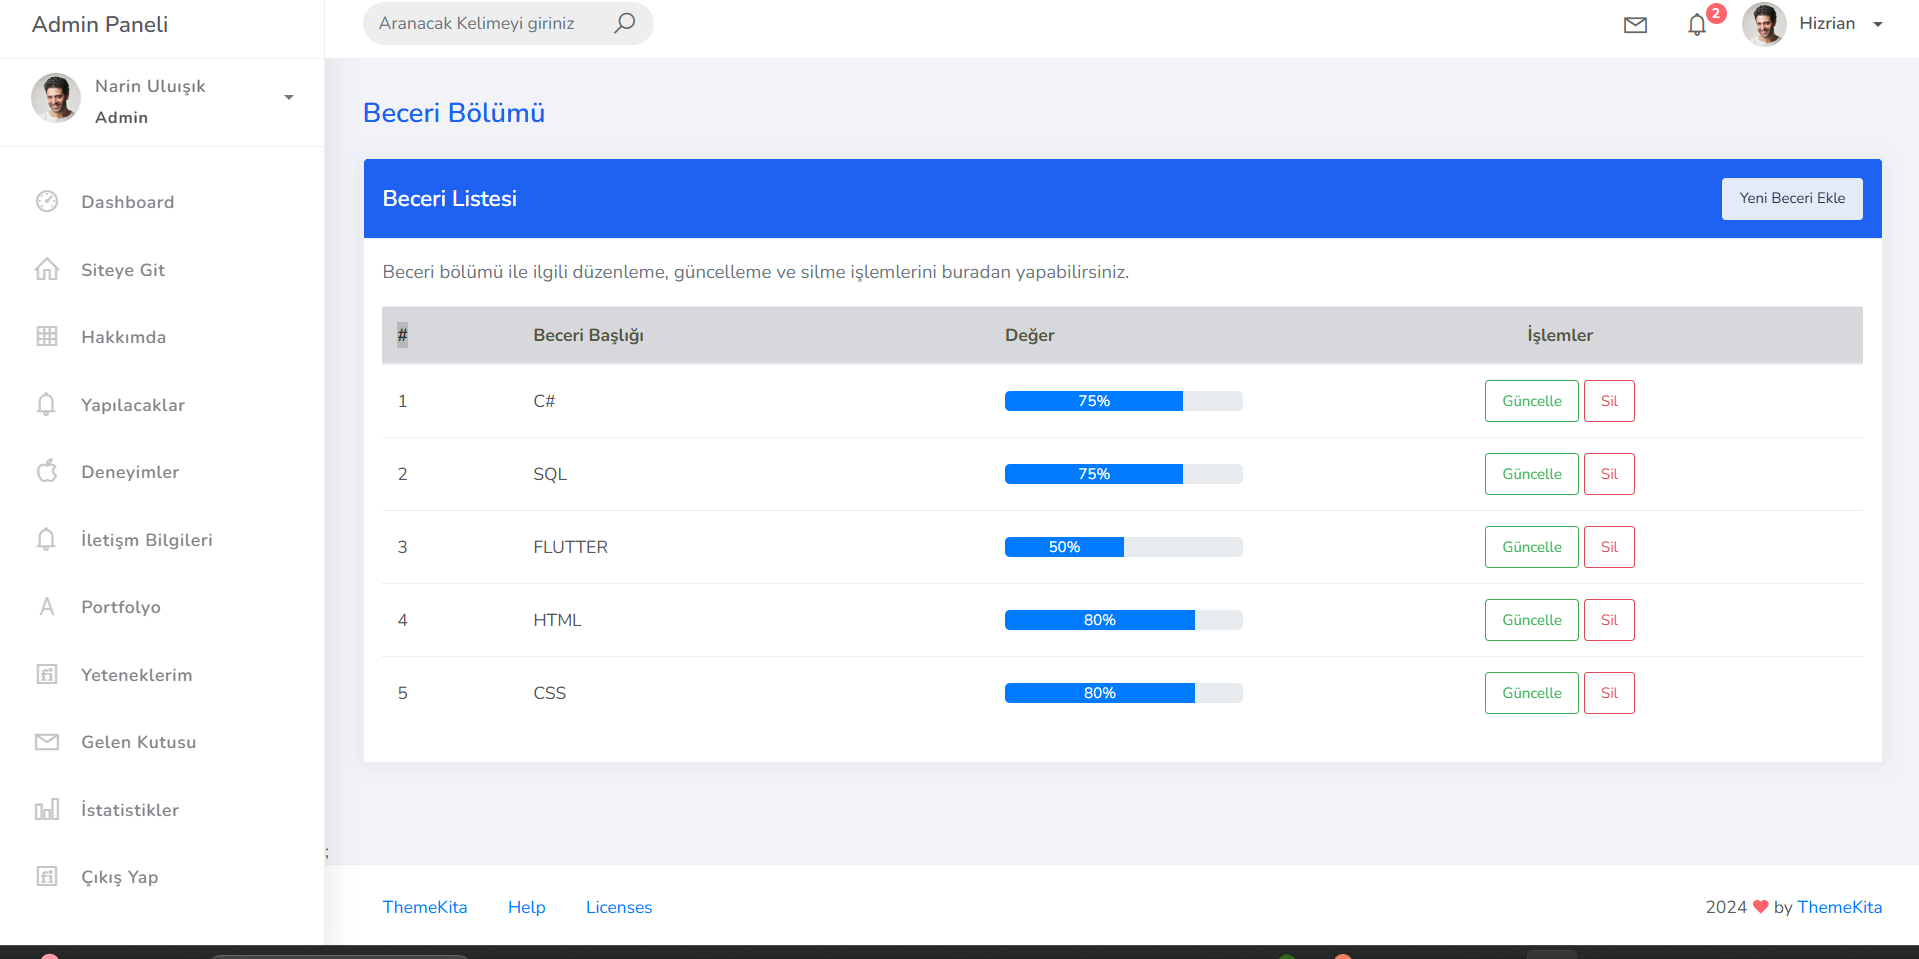 Admin Paneli
Aranacak Kelimeyi giriniz
2
Hizrian
Narin Uluışık
Admin
Dashboard
Siteye Git
Hakkımda
Yapılacaklar
Deneyimler
İletişm Bilgileri
Portfolyo
Yeteneklerim
Gelen Kutusu
İstatistikler
Çıkış Yap
Beceri Bölümü
Beceri Listesi
Yeni Beceri Ekle
Beceri bölümü ile ilgili düzenleme, güncelleme ve silme işlemlerini buradan yapabilirsiniz.
# Beceri Başlığı Değer İşlemler
1 C# 75% Güncelle Sil
2 SQL 75% Güncelle Sil
3 FLUTTER 50% Güncelle Sil
4 HTML 80% Güncelle Sil
5 CSS 80% Güncelle Sil
;
ThemeKita Help Licenses
2024 by ThemeKita